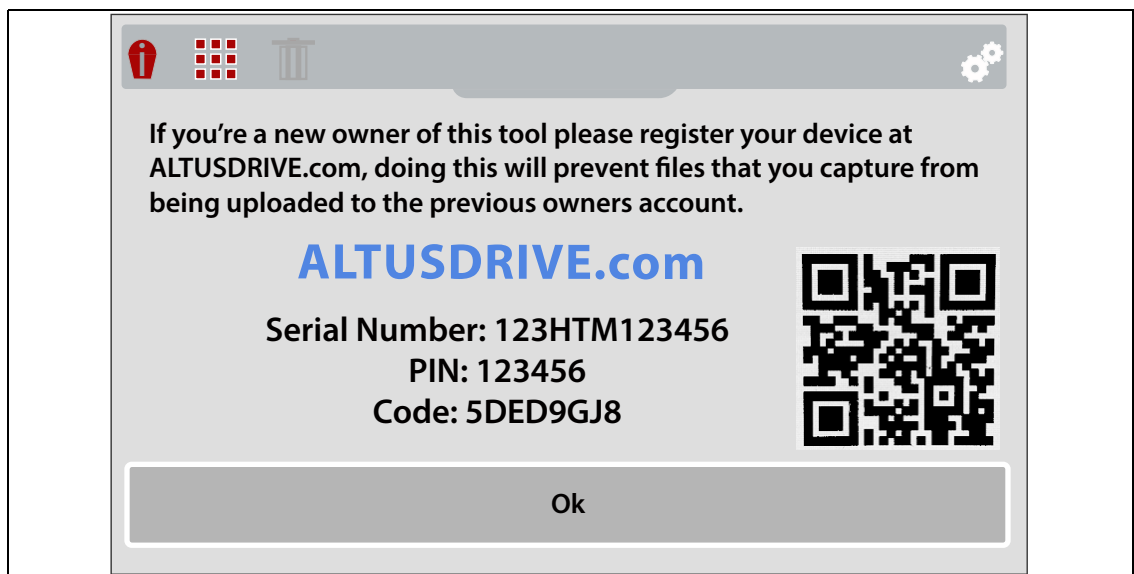 If you're a new owner of this tool please register your device at
ALTUSDRIVE.com, doing this will prevent files that you capture from
being uploaded to the previous owners account.
ALTUSDRIVE.com
Serial Number: 123HTM123456
PIN: 123456
Code: 5DED9GJ8
Ok